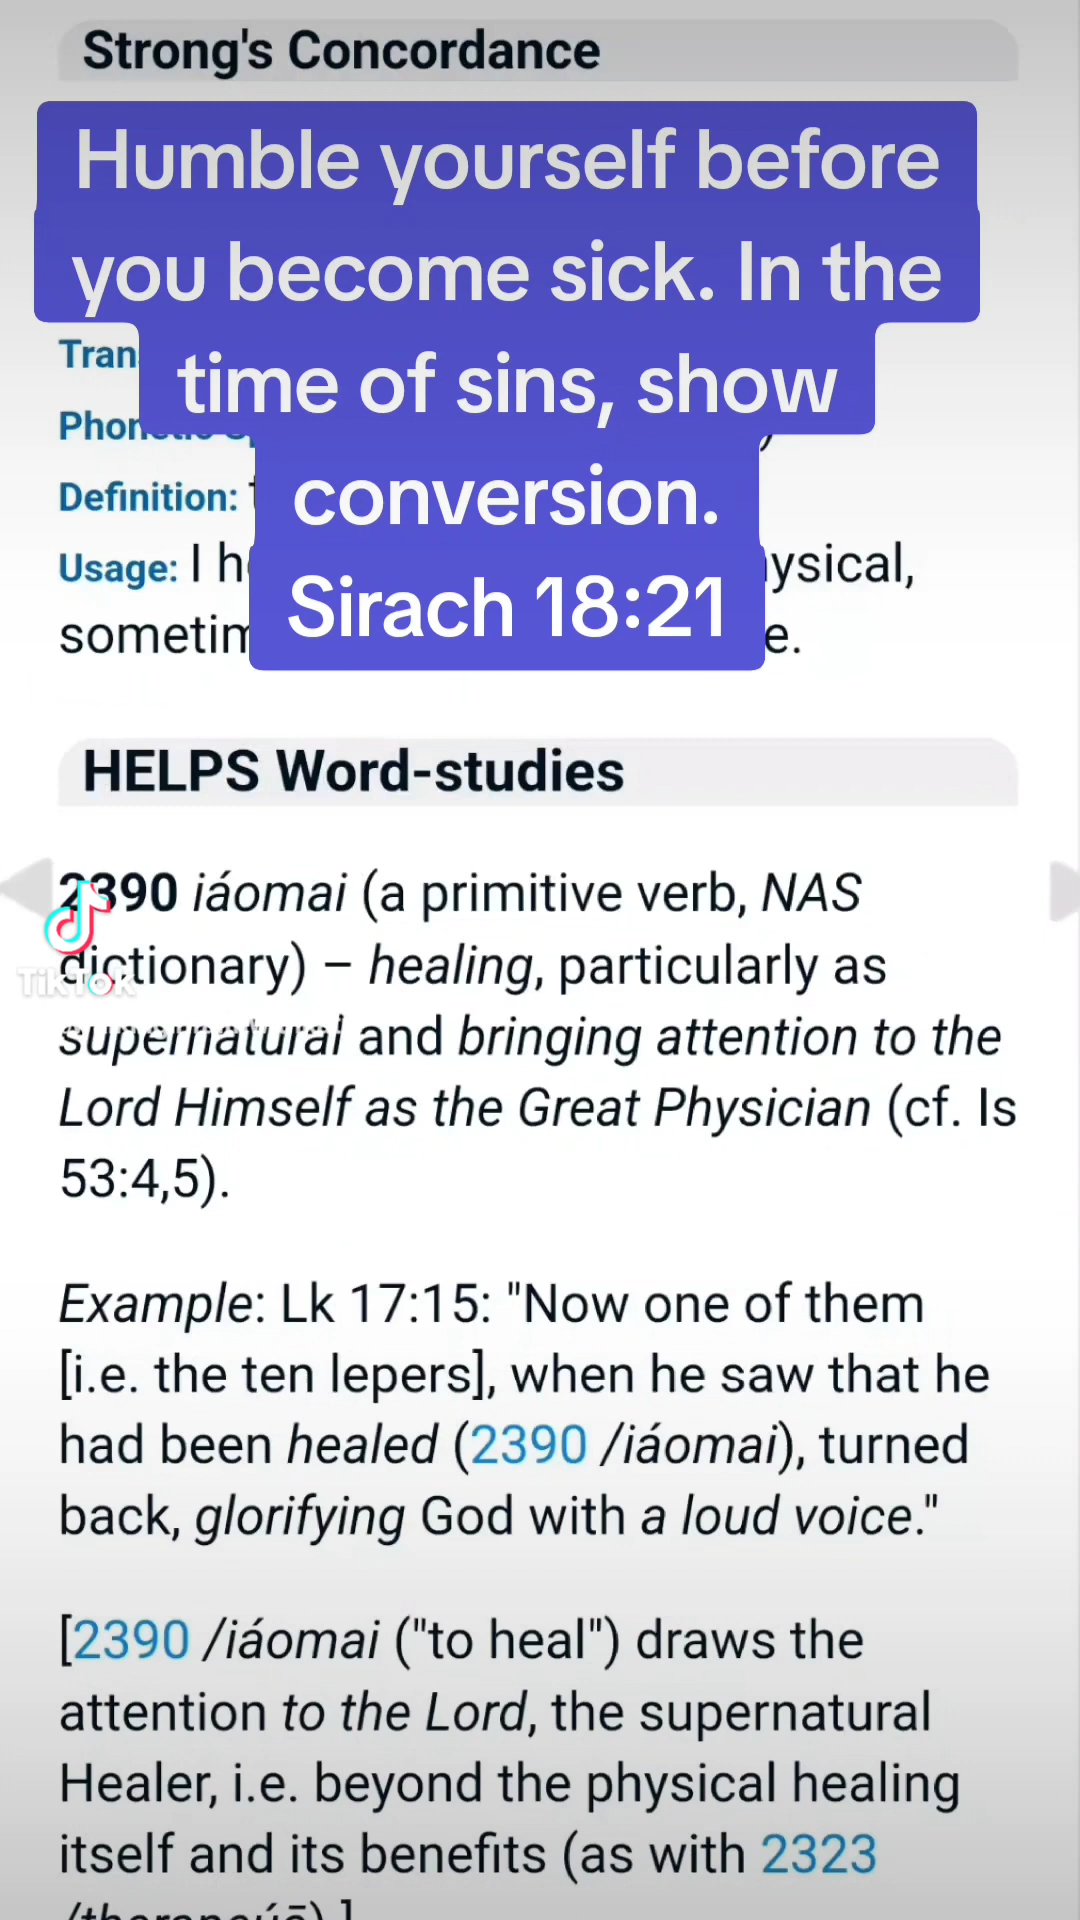 Strong's Concordance
Humble yourself before
you become sick. In the
time of sins, show
conversion.
Sirach 18:21
Definition:
Usage: I
sometim
ysical,
e.
HELPS Word-studies
2390 iáomai (a primitive verb, NAS
dictionary) – healing, particularly as
supernatural and bringing attention to the
Lord Himself as the Great Physician (cf. Is
53:4,5).
TikTok
Example: Lk 17:15: "Now one of them
[i.e. the ten lepers], when he saw that he
had been healed (2390 /iáomai), turned
back, glorifying God with a loud voice."
[2390 /iáomai ("to heal") draws the
attention to the Lord, the supernatural
Healer, i.e. beyond the physical healing
itself and its benefits (as with 2323